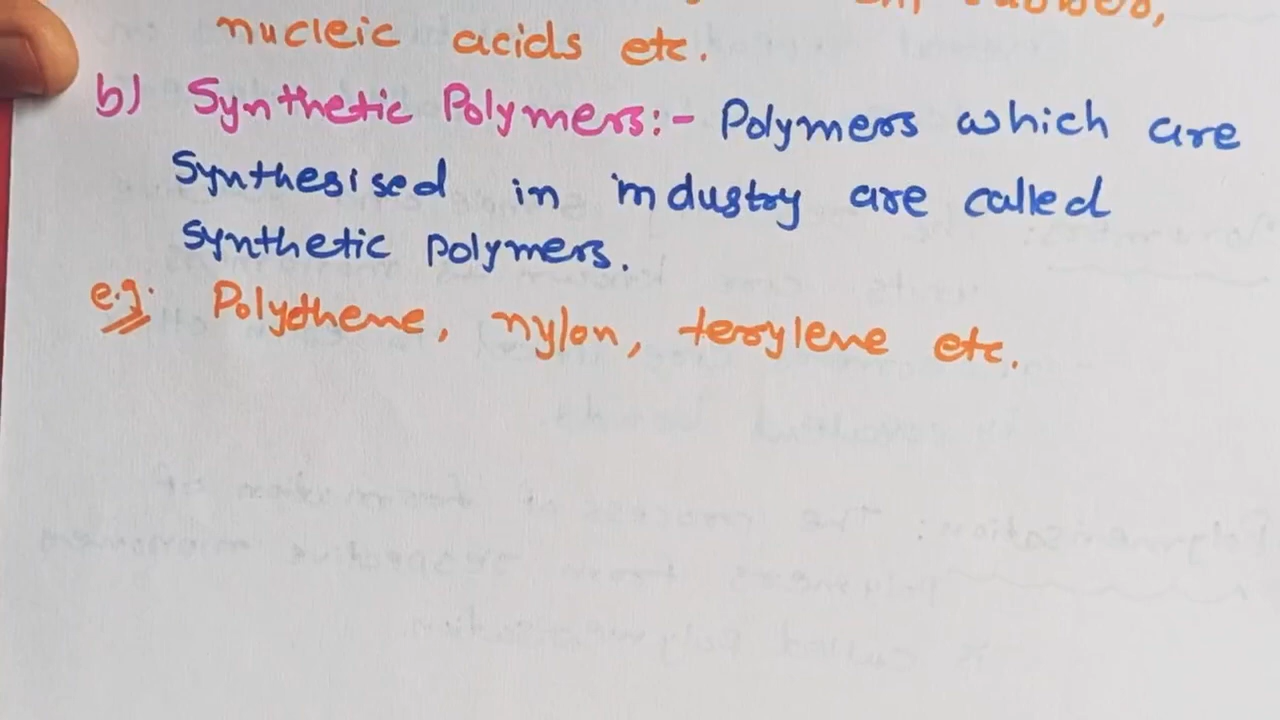 nucleic acids etc.
b) Synthetic Polymers:- Polymers which are
Synthesised in industry are called
Synthetic polymers.
e.g. Polythene, nylon, terylene etc.